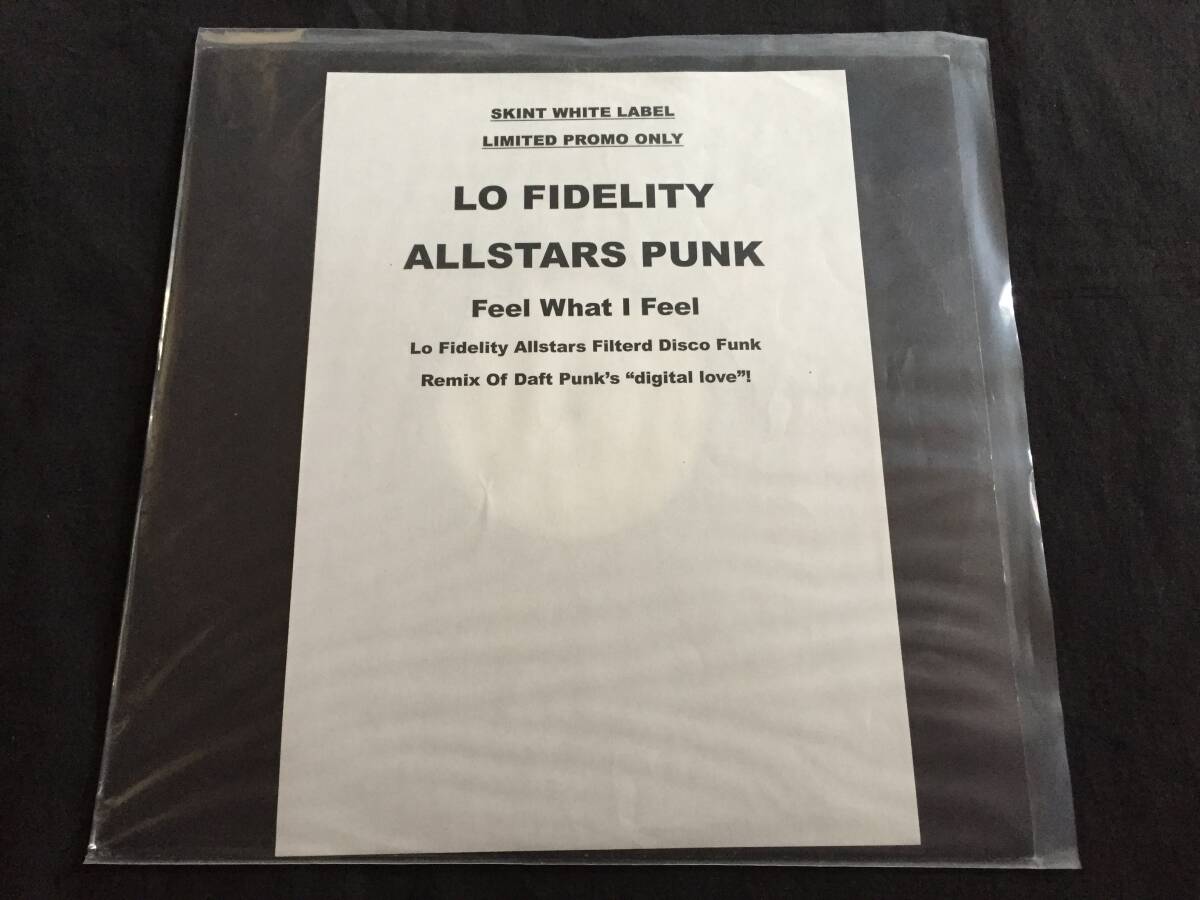 SKINT WHITE LABEL
LIMITED PROMO ONLY
LO FIDELITY
ALLSTARS PUNK
Feel What I Feel
Lo Fidelity Allstars Filterd Disco Funk
Remix Of Daft Punk’s “digital love”!